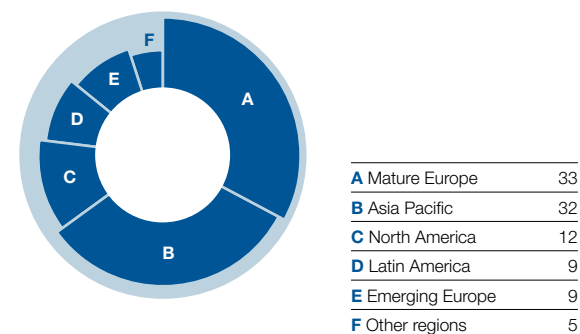 F
E
A
D
C
B
A Mature Europe 33
B Asia Pacific 32
C North America 12
D Latin America 9
E Emerging Europe 9
F Other regions 5